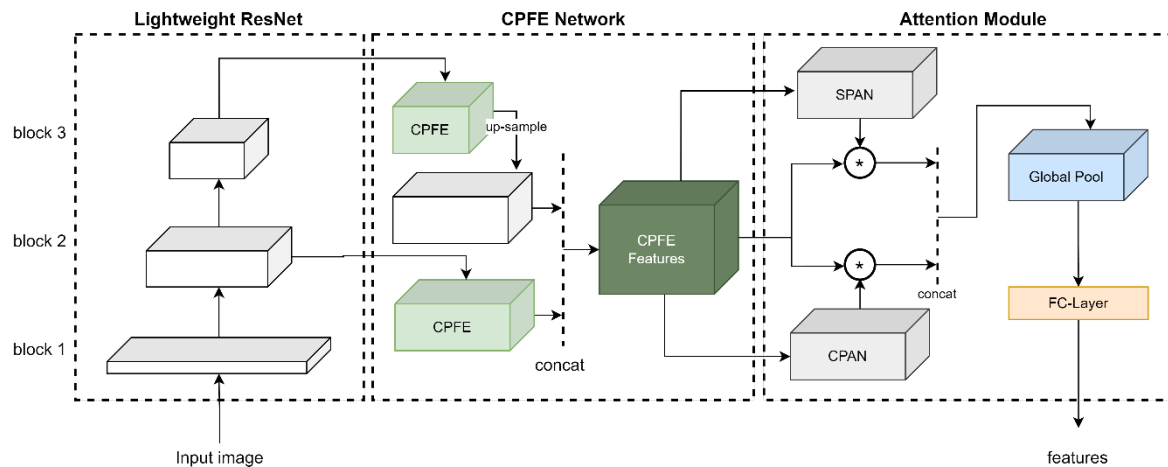 Lightweight ResNet
CPFE Network
Attention Module
block 3
block 2
block 1
Input image
CPFE
up-sample
CPFE
concat
CPFE
Features
SPAN
*
*
CPAN
concat
Global Pool
FC-Layer
features